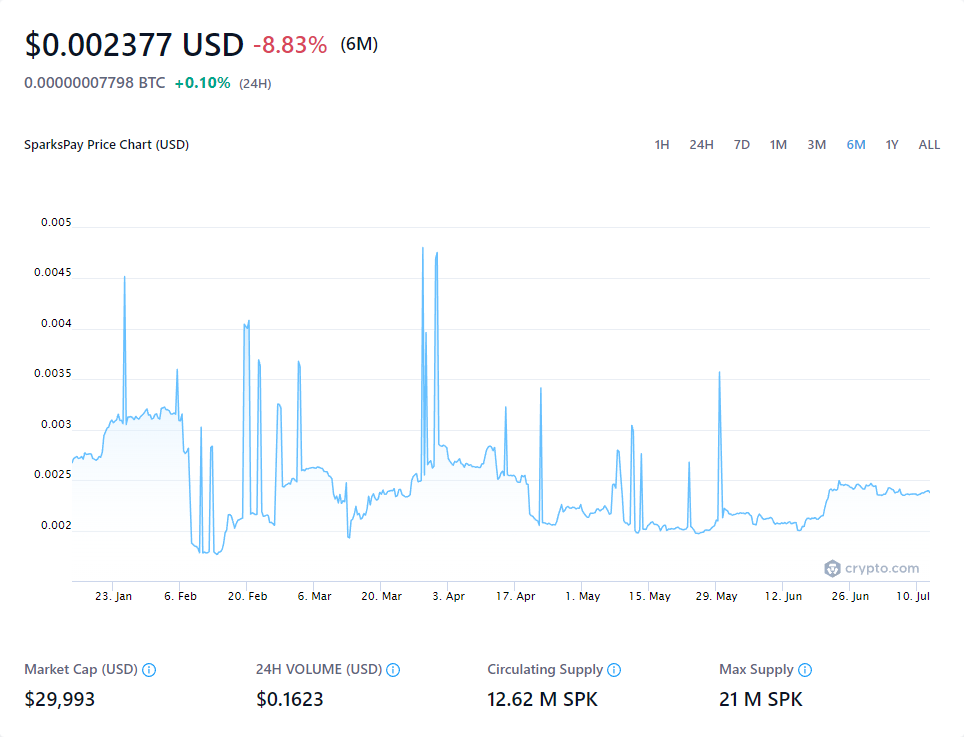 $0.002377 USD -8.83% (6M)
0.00000007798 BTC +0.10% (24H)
SparksPay Price Chart (USD) 1H 24H 7D 1M 3M 6M 1Y ALL
0.005
0.0045
0.004
0.0035
0.003
0.0025
0.002
crypto.com
23. Jan 6. Feb 20. Feb 6. Mar 20. Mar 3. Apr 17. Apr 1. May 15. May 29. May 12. Jun 26. Jun 10. Jul
Market Cap (USD) 24H VOLUME (USD) Circulating Supply Max Supply
$29,993 $0.1623 12.62 M SPK 21 M SPK